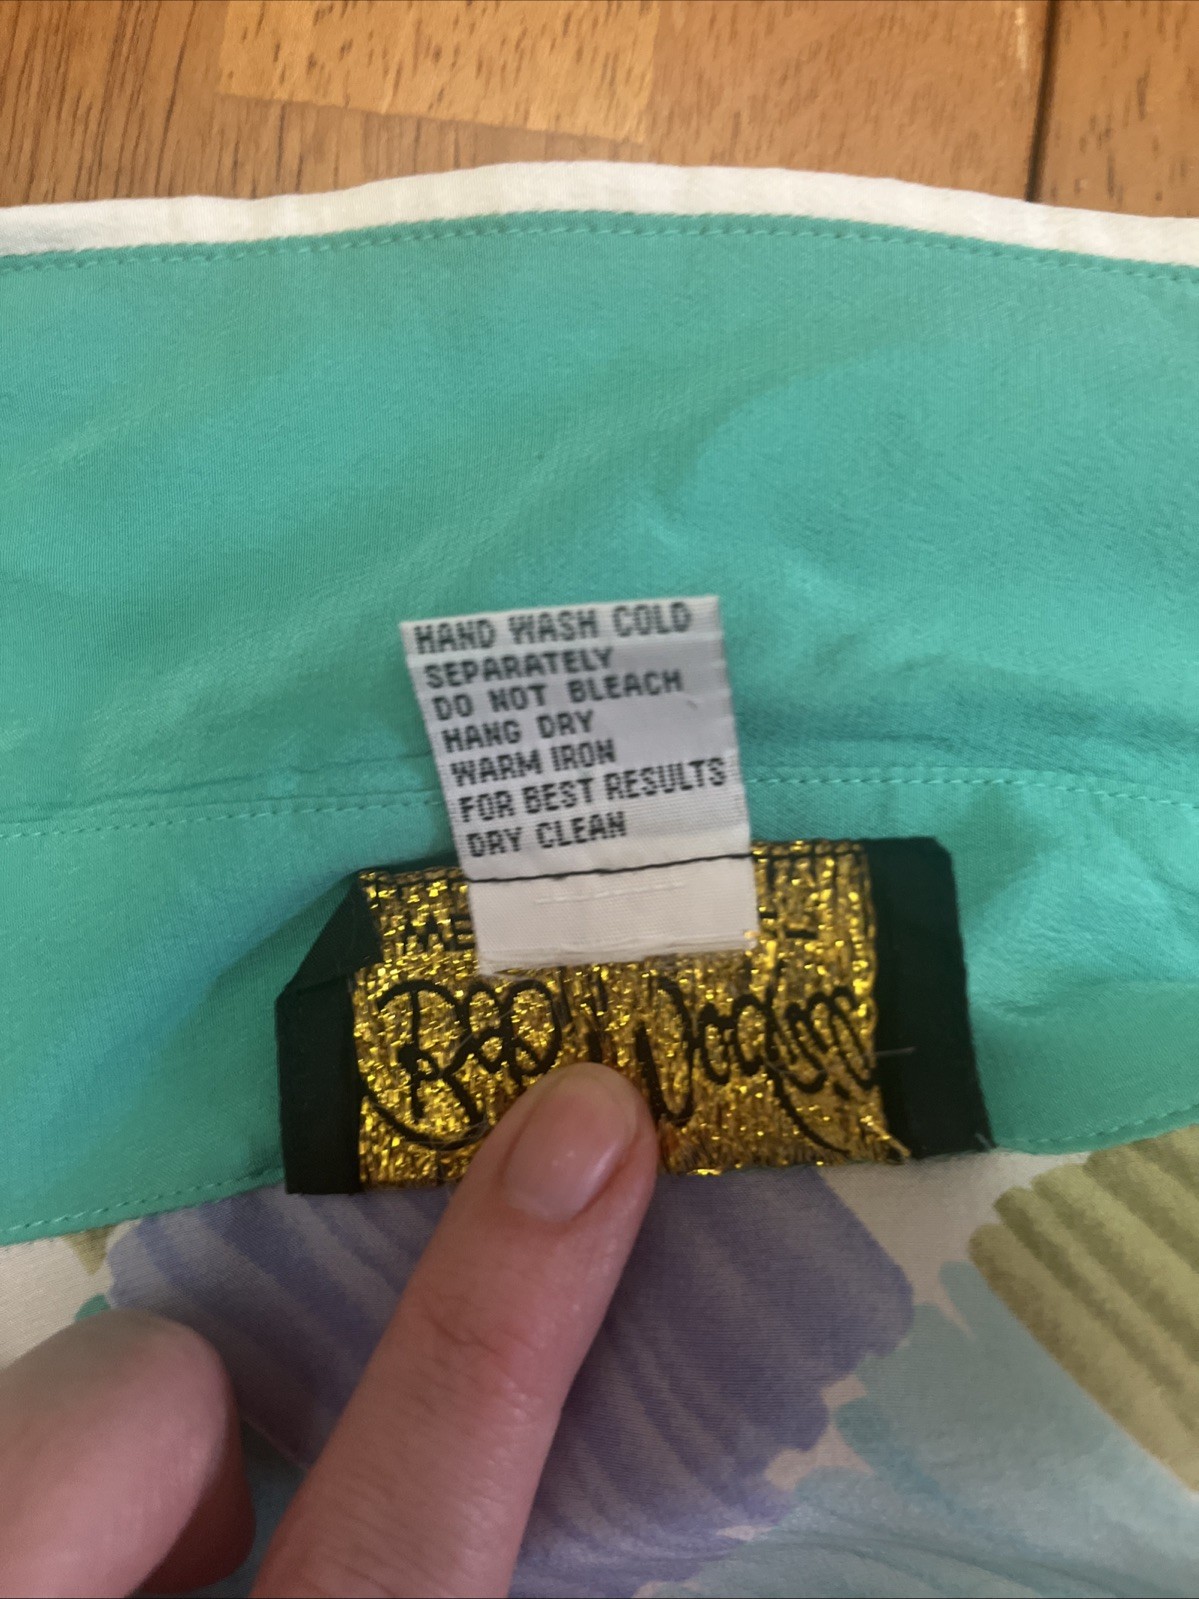 HAND WASH COLD
SEPARATELY
DO NOT BLEACH
HANG DRY
WARM IRON
FOR BEST RESULTS
DRY CLEAN